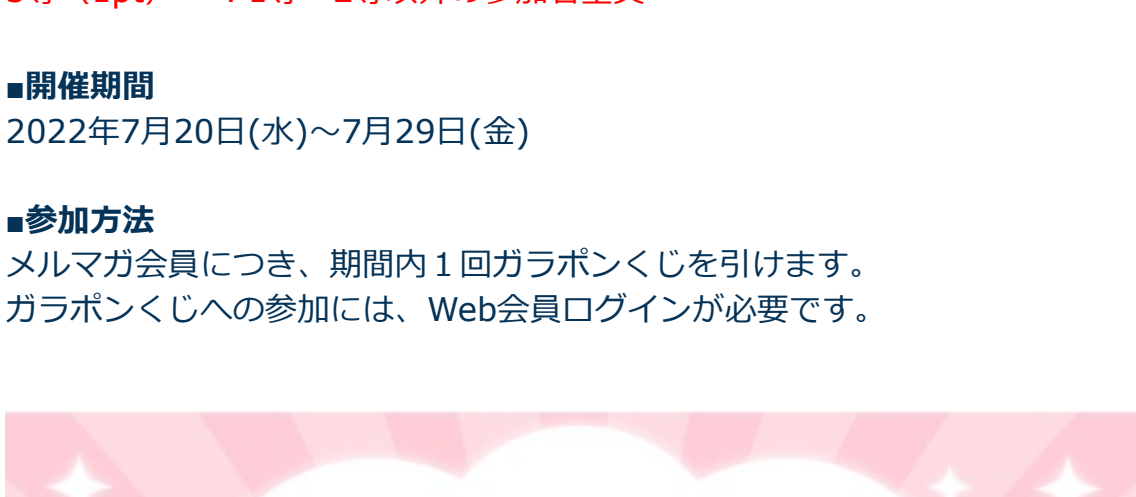 ■開催期間
2022年7月20日(水)～7月29日(金)
■参加方法
メルマガ会員につき、期間内１回ガラポンくじを引けます。
ガラポンくじへの参加には、Web会員ログインが必要です。